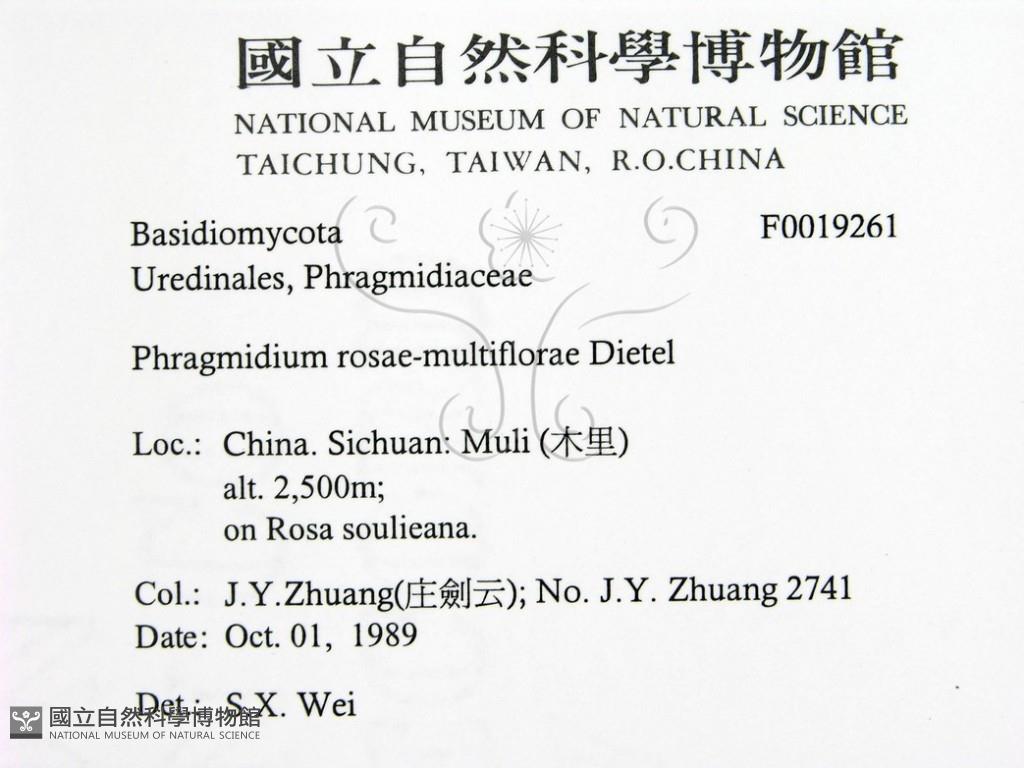 國立自然科學博物館
NATIONAL MUSEUM OF NATURAL SCIENCE
TAICHUNG, TAIWAN, R.O.CHINA
Basidiomycota F0019261
Uredinales, Phragmidiaceae
Phragmidium rosae-multiflorae Dietel
Loc.: China. Sichuan: Muli (木里)
alt. 2,500m;
on Rosa soulieana.
Col.: J.Y.Zhuang(庄劍云); No. J.Y. Zhuang 2741
Date: Oct. 01, 1989
Det.: S.X. Wei
國立自然科學博物館
NATIONAL MUSEUM OF NATURAL SCIENCE